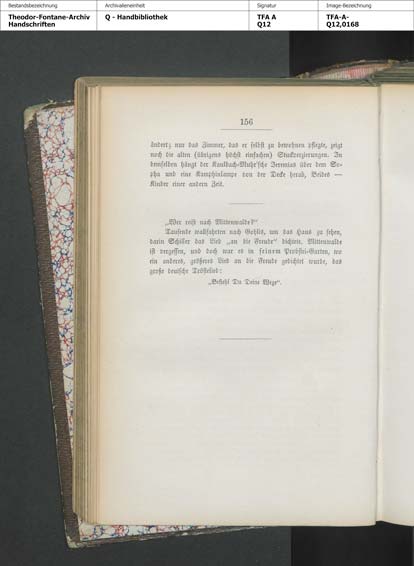 Bestandsbezeichnung
Archivalieneinheit
Signatur
Image-Bezeichnung
Theodor-Fontane-Archiv
Handschriften
Q - Handbibliothek
TFA A
Q12
TFA-A-
Q12,0168
156
ändert; nur das Zimmer, das er selbst zu bewohnen pflegte, zeigt
noch die alten (übrigens höchst einfachen) Stuckverzierungen. In
demselben hängt der Kaulbach-Muhr'sche Jeremias über dem So-
pha und eine Kamphinlampe von der Decke herab, Beides —
Kinder einer andern Zeit.
„Wer reist nach Mittenwalde?“
Tausende wallfahrten nach Gohlis, um das Haus zu sehen,
darin Schiller das Lied „an die Freude“ dichtete. Mittenwalde
ist vergessen, und doch war es in seinem Probstei-Garten, wo
ein anderes, größeres Lied an die Freude gedichtet wurde, das
große deutsche Tröstelied:
„Befiehl Du Deine Wege“.